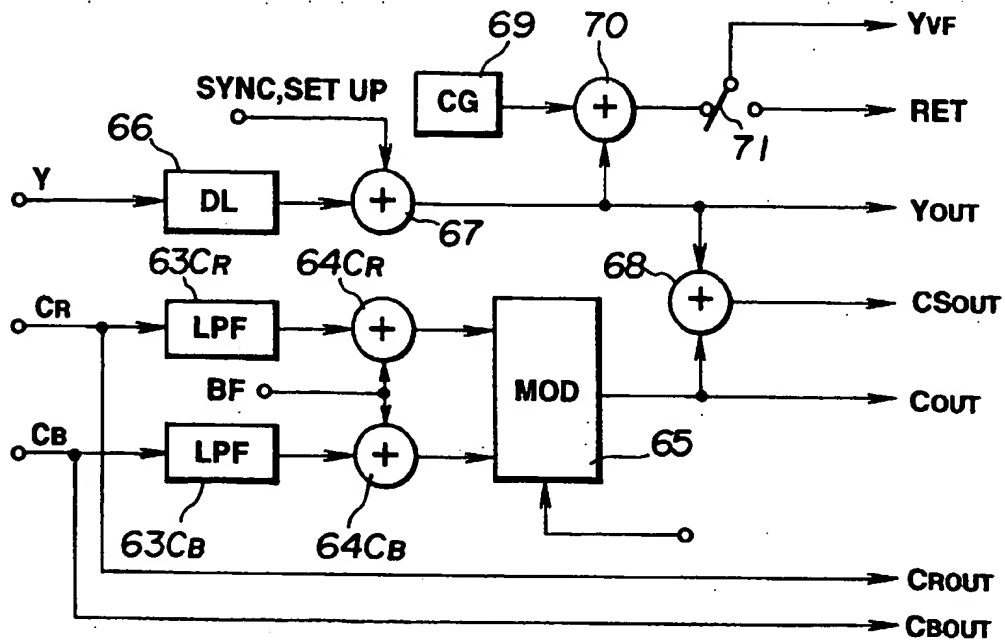 69
70
YVF
SYNC,SET UP
CG
+
RET
71
66
Y
DL
+
YOUT
67
63CR
64CR
68
+
CSOUT
CR
LPF
+
MOD
BF
COUT
CB
LPF
+
65
63CB
64CB
CROUT
CBOUT